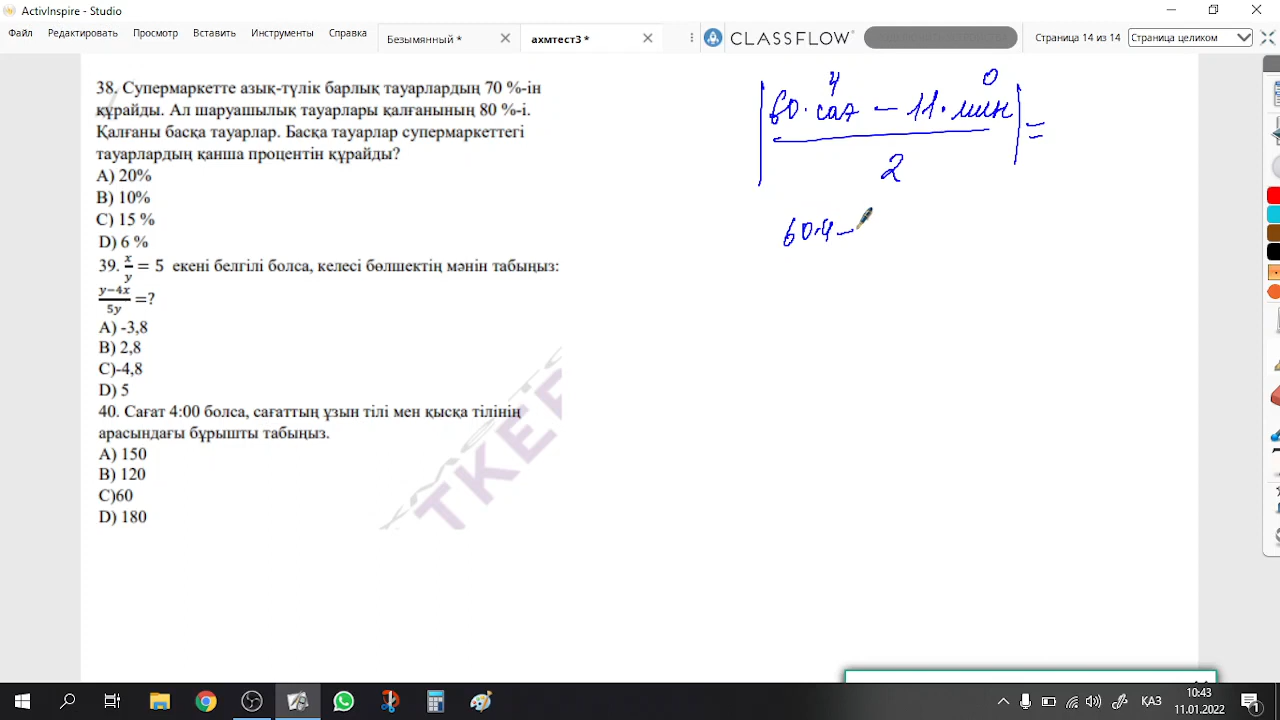 ActivInspire - Studio
Файл Редактировать Просмотр Вставить Инструменты Справка
Безымянный *
ахмтест3 *
CLASSFLOW
Страница 14 из 14
Страница целиком
38. Супермаркетте азық-түлік барлық тауарлардың 70 %-ін
құрайды. Ал шаруашылық тауарлары қалғанының 80 %-і.
Қалғаны басқа тауарлар. Басқа тауарлар супермаркеттегі
тауарлардың қанша процентін құрайды?
A) 20%
B) 10%
C) 15 %
D) 6 %
39. x/y = 5 екені белгілі болса, келесі бөлшектің мәнін табыңыз:
y−4x/5y =?
A) -3,8
B) 2,8
C)-4,8
D) 5
40. Сағат 4:00 болса, сағаттың ұзын тілі мен қысқа тілінің
арасындағы бұрышты табыңыз.
A) 150
B) 120
C)60
D) 180
4 0
|60·саг − 11·мин| =
2
60·4 −
TKER
КАЗ
10:43
11.01.2022
1